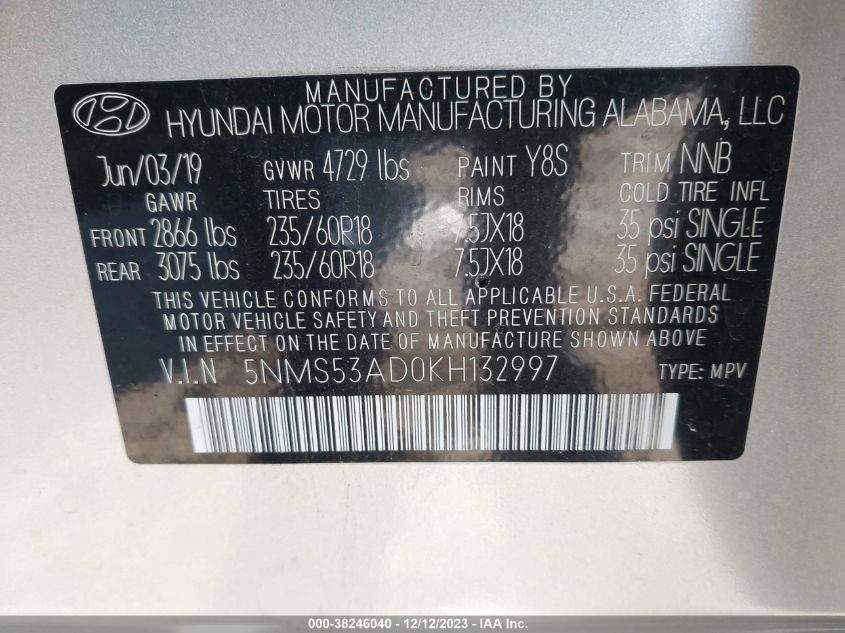 MANUFACTURED BY
HYUNDAI MOTOR MANUFACTURING ALABAMA, LLC
Jun/03/19 GVWR 4729 lbs PAINT Y8S TRIM NNB
GAWR TIRES RIMS COLD TIRE INFL
FRONT 2866 lbs 235/60R18 7.5JX18 35 psi SINGLE
REAR 3075 lbs 235/60R18 7.5JX18 35 psi SINGLE
THIS VEHICLE CONFORMS TO ALL APPLICABLE U.S.A. FEDERAL
MOTOR VEHICLE SAFETY AND THEFT PREVENTION STANDARDS
IN EFFECT ON THE DATE OF MANUFACTURE SHOWN ABOVE
V.I.N 5NMS53AD0KH132997 TYPE: MPV
000-38246040 - 12/12/2023 - IAA Inc.